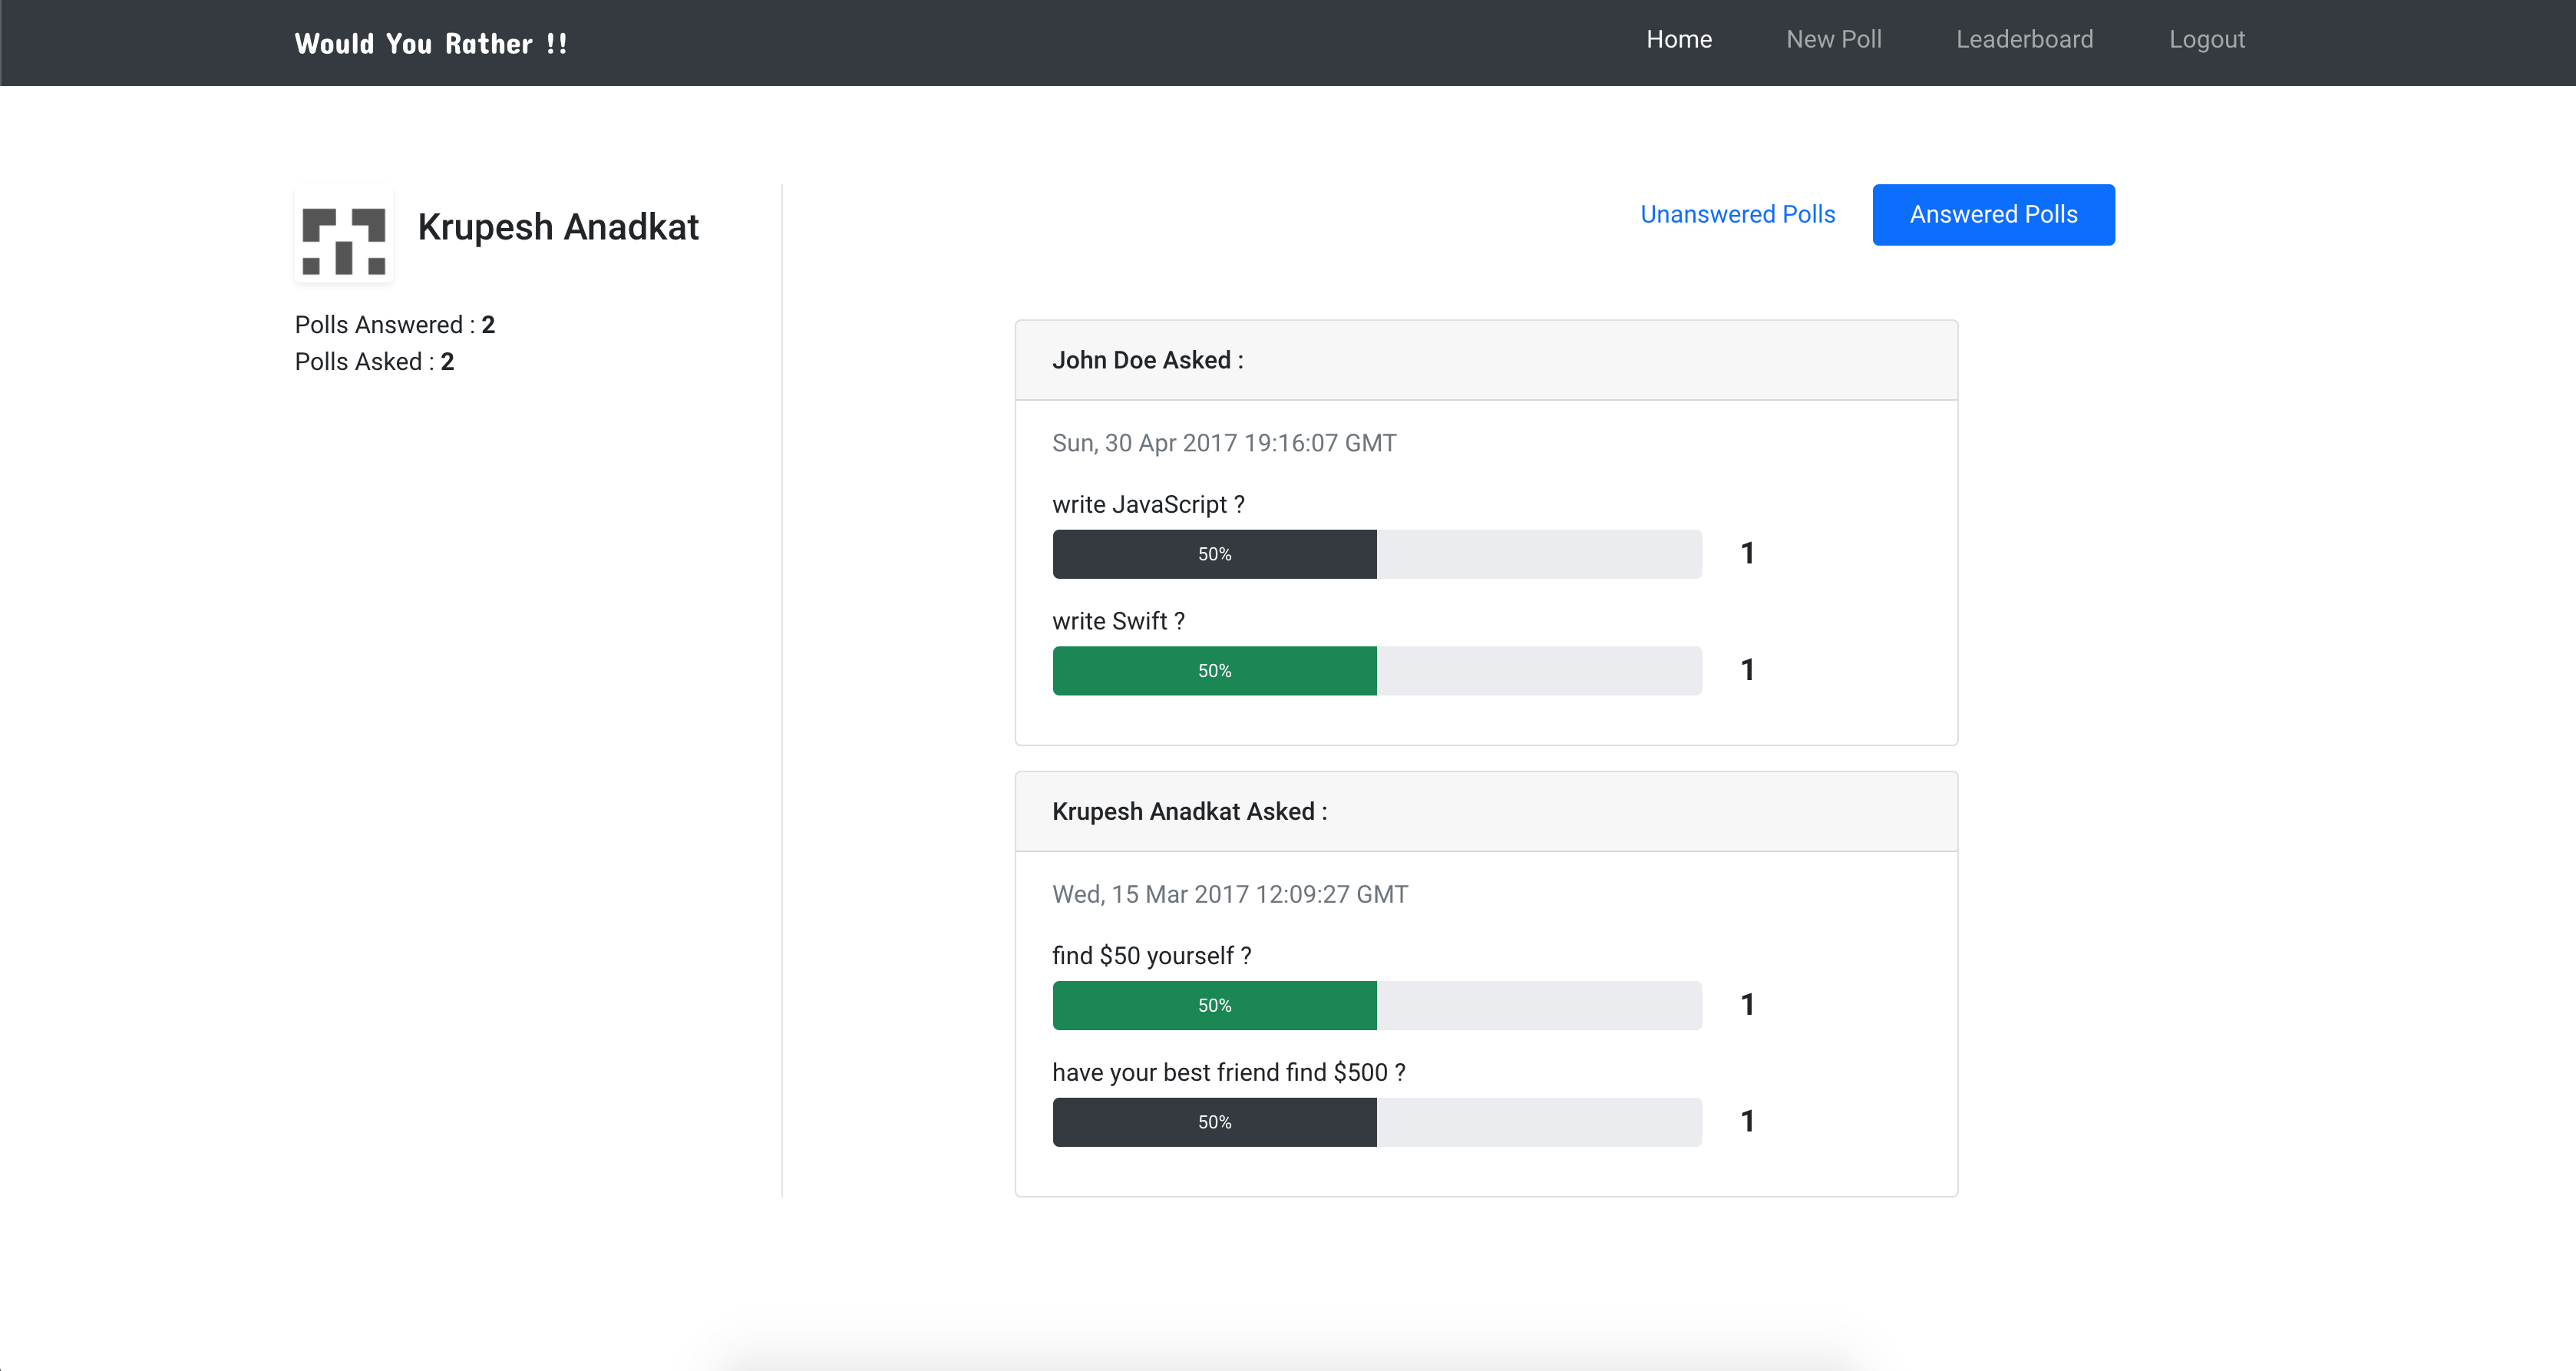 Would You Rather !!
Home
New Poll
Leaderboard
Logout
Krupesh Anadkat
Polls Answered : 2
Polls Asked : 2
Unanswered Polls
Answered Polls
John Doe Asked :
Sun, 30 Apr 2017 19:16:07 GMT
write JavaScript ?
50%
1
write Swift ?
50%
1
Krupesh Anadkat Asked :
Wed, 15 Mar 2017 12:09:27 GMT
find $50 yourself ?
50%
1
have your best friend find $500 ?
50%
1